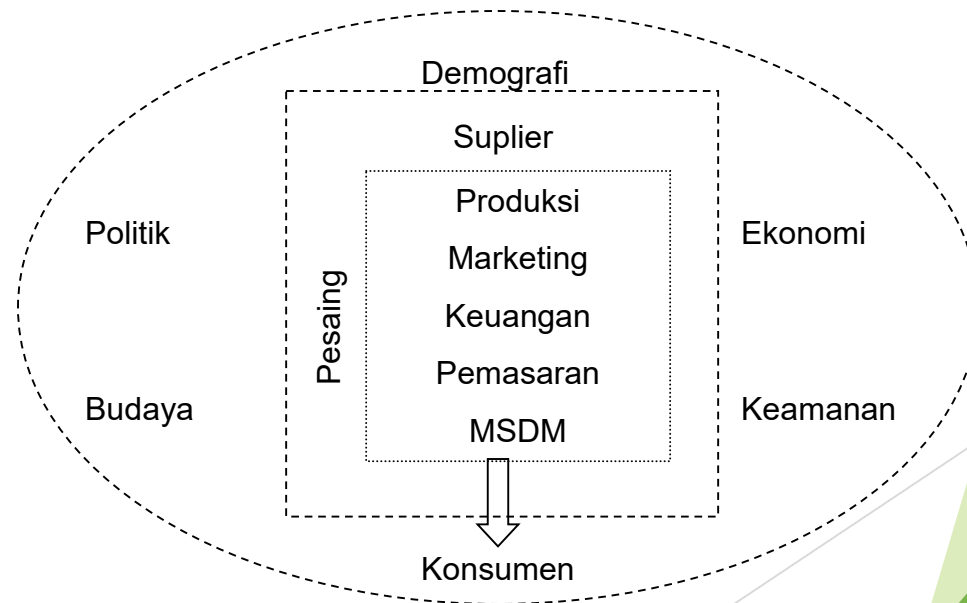 Demografi
Suplier
Produksi
Politik
Ekonomi
Marketing
Pesaing
Keuangan
Pemasaran
Budaya
Keamanan
MSDM
Konsumen